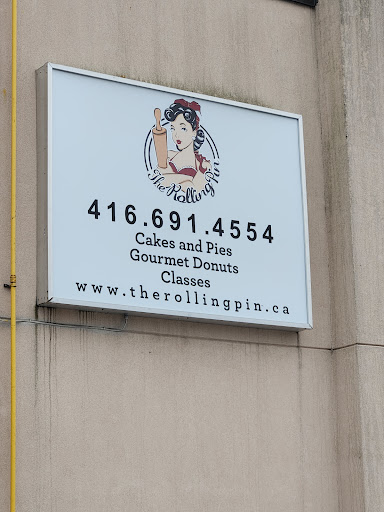 The Rolling Pin
416.691.4554
Cakes and Pies
Gourmet Donuts
Classes
www.therollingpin.ca